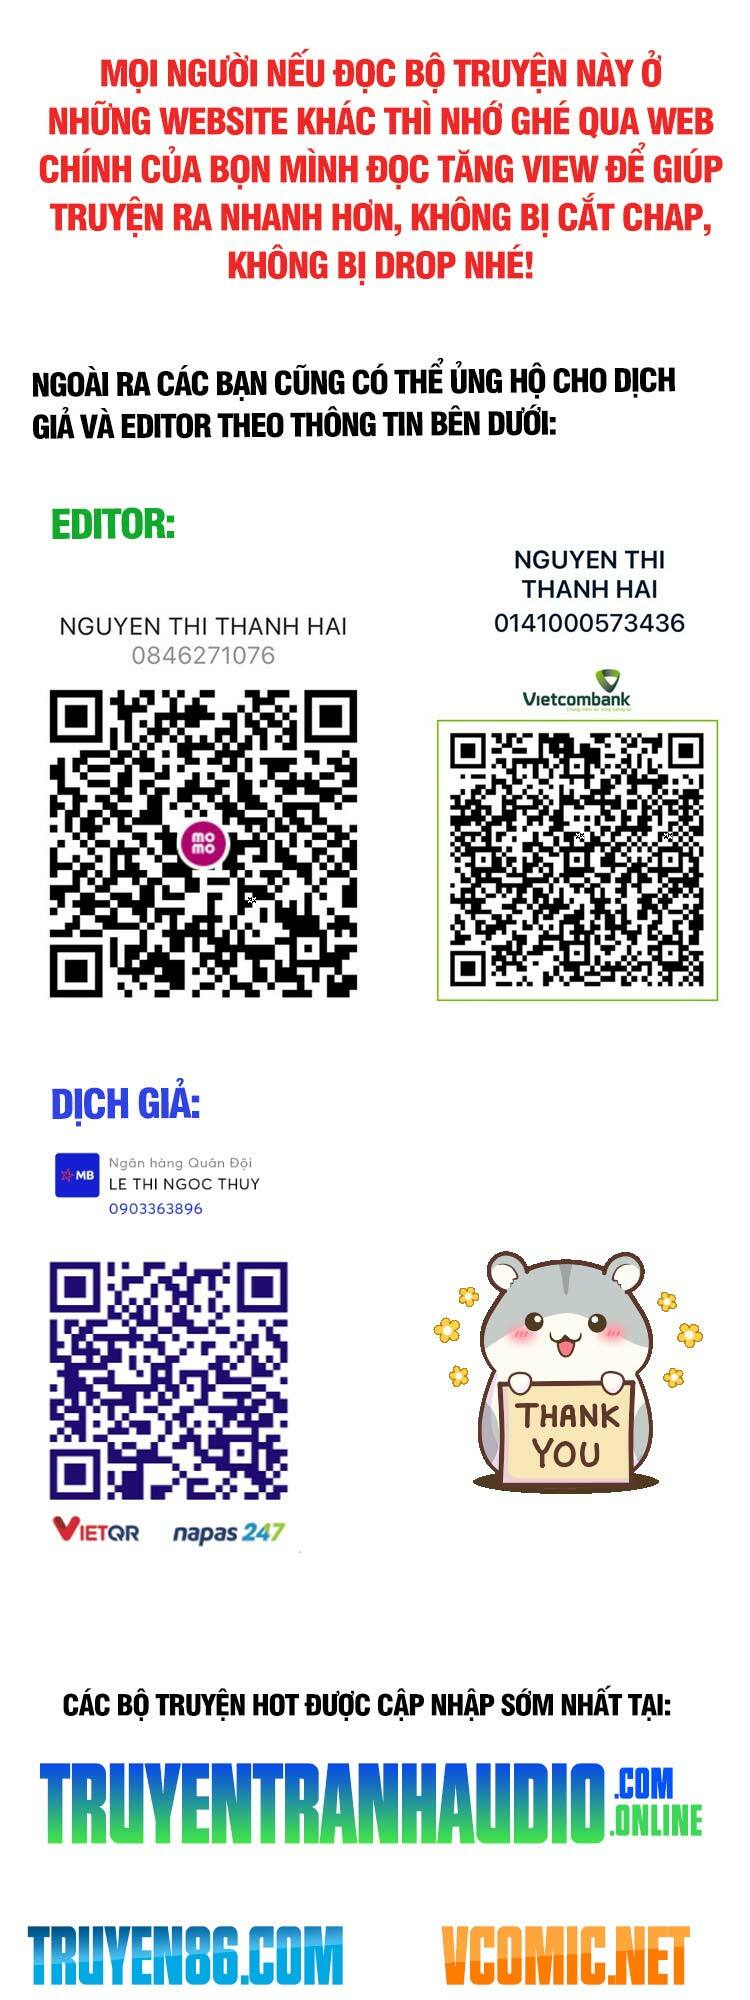 MỌI NGƯỜI NẾU ĐỌC BỘ TRUYỆN NÀY Ở
NHỮNG WEBSITE KHÁC THÌ NHỚ GHÉ QUA WEB
CHÍNH CỦA BỌN MÌNH ĐỌC TĂNG VIEW ĐỂ GIÚP
TRUYỆN RA NHANH HƠN, KHÔNG BỊ CẮT CHAP,
KHÔNG BỊ DROP NHÉ!
NGOÀI RA CÁC BẠN CŨNG CÓ THỂ ỦNG HỘ CHO DỊCH
GIẢ VÀ EDITOR THEO THÔNG TIN BÊN DƯỚI:
EDITOR:
NGUYEN THI THANH HAI
0846271076
mo
mo
NGUYEN THI
THANH HAI
0141000573436
Vietcombank
DỊCH GIẢ:
MB
Ngân hàng Quân Đội
LE THI NGOC THUY
0903363896
VIETQR napas 247
THANK
YOU
CÁC BỘ TRUYỆN HOT ĐƯỢC CẬP NHẬP SỚM NHẤT TẠI:
TRUYENTRANHAUDIO.COM
.ONLINE
TRUYEN86.COM
VCOMIC.NET